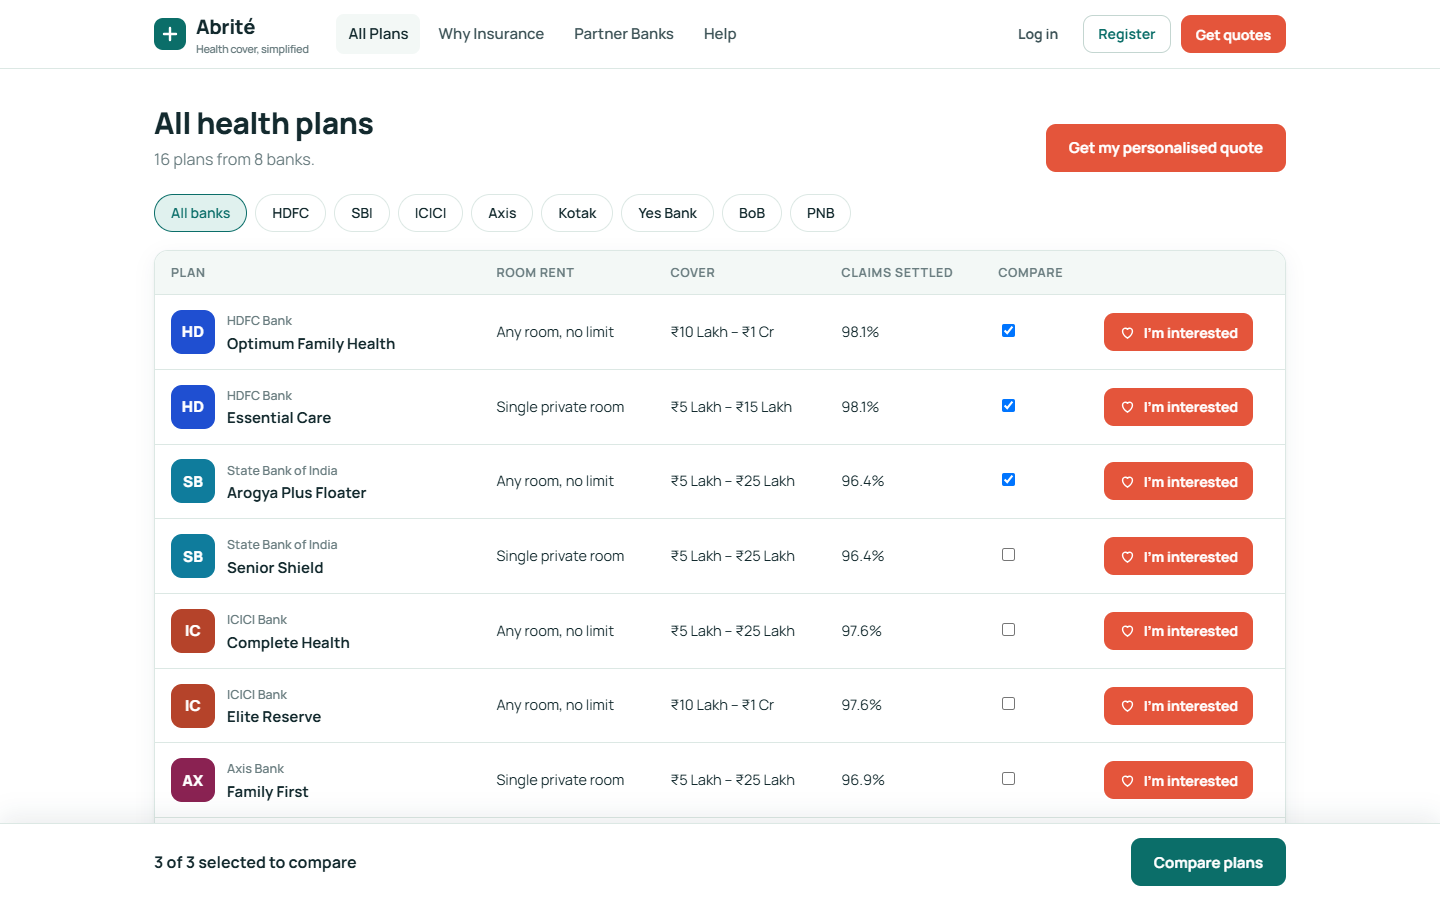 Abrité
Health cover, simplified
All Plans
Why Insurance
Partner Banks
Help
Log in
Register
Get quotes
All health plans
16 plans from 8 banks.
Get my personalised quote
All banks
HDFC
SBI
ICICI
Axis
Kotak
Yes Bank
BoB
PNB
PLAN
ROOM RENT
COVER
CLAIMS SETTLED
COMPARE
HD
HDFC Bank
Optimum Family Health
Any room, no limit
₹10 Lakh – ₹1 Cr
98.1%
I'm interested
HD
HDFC Bank
Essential Care
Single private room
₹5 Lakh – ₹15 Lakh
98.1%
I'm interested
SB
State Bank of India
Arogya Plus Floater
Any room, no limit
₹5 Lakh – ₹25 Lakh
96.4%
I'm interested
SB
State Bank of India
Senior Shield
Single private room
₹5 Lakh – ₹25 Lakh
96.4%
I'm interested
IC
ICICI Bank
Complete Health
Any room, no limit
₹5 Lakh – ₹25 Lakh
97.6%
I'm interested
IC
ICICI Bank
Elite Reserve
Any room, no limit
₹10 Lakh – ₹1 Cr
97.6%
I'm interested
AX
Axis Bank
Family First
Single private room
₹5 Lakh – ₹25 Lakh
96.9%
I'm interested
3 of 3 selected to compare
Compare plans